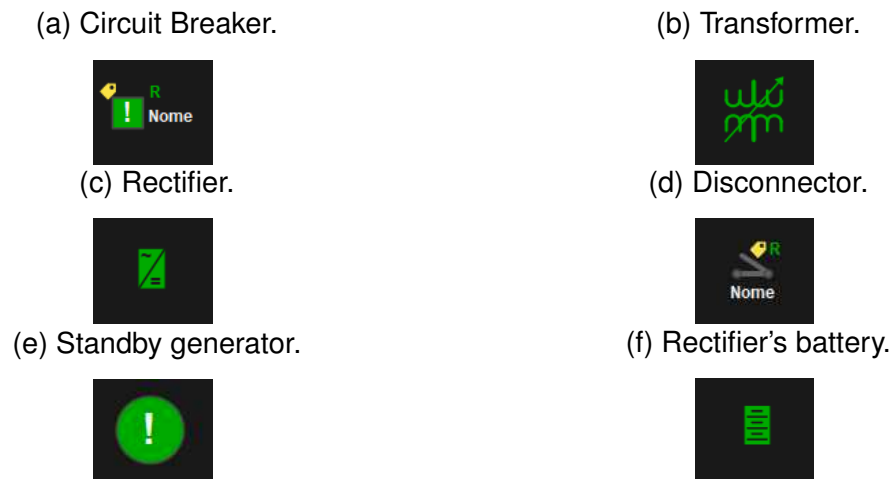 (a) Circuit Breaker.
(b) Transformer.
R
!
Nome
(c) Rectifier.
(d) Disconnector.
~
=
R
Nome
(e) Standby generator.
(f) Rectifier's battery.
!